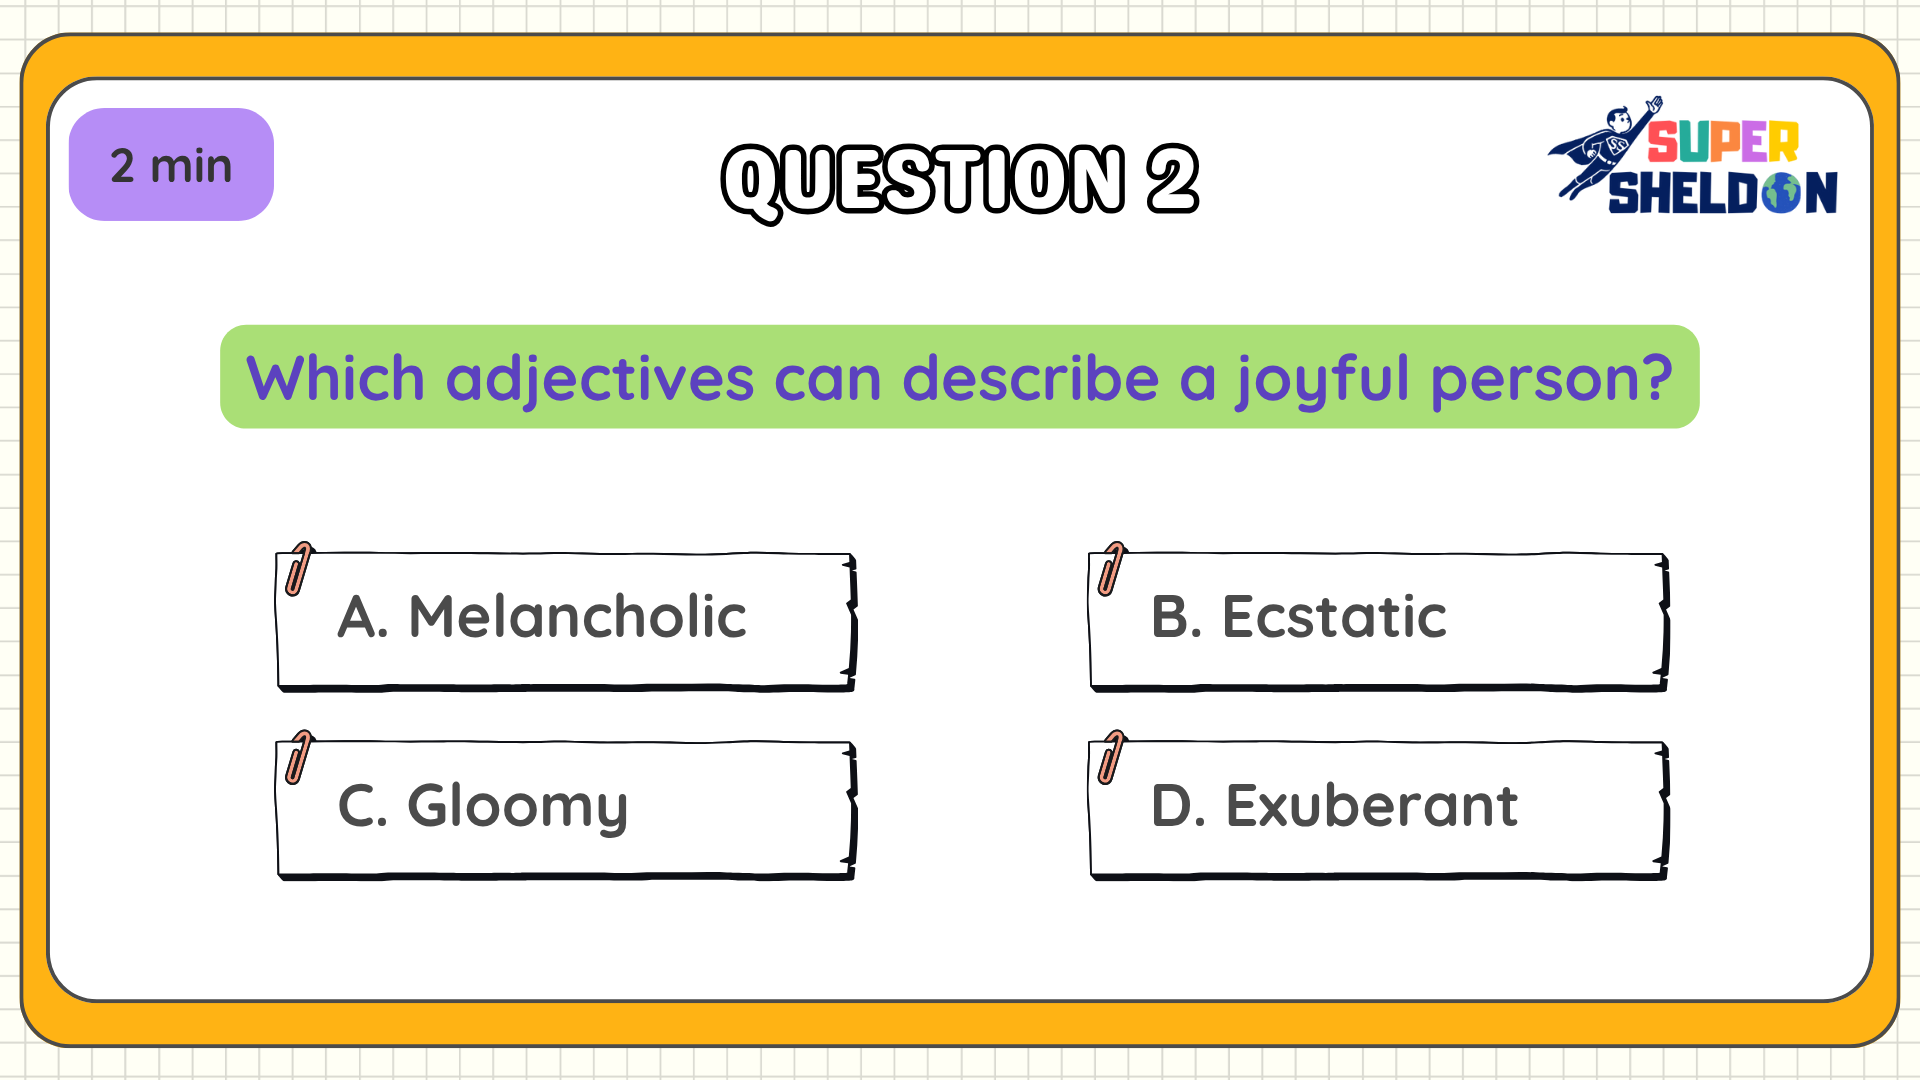 2 min
QUESTION 2
SUPER
SHELDON
Which adjectives can describe a joyful person?
A. Melancholic
B. Ecstatic
C. Gloomy
D. Exuberant